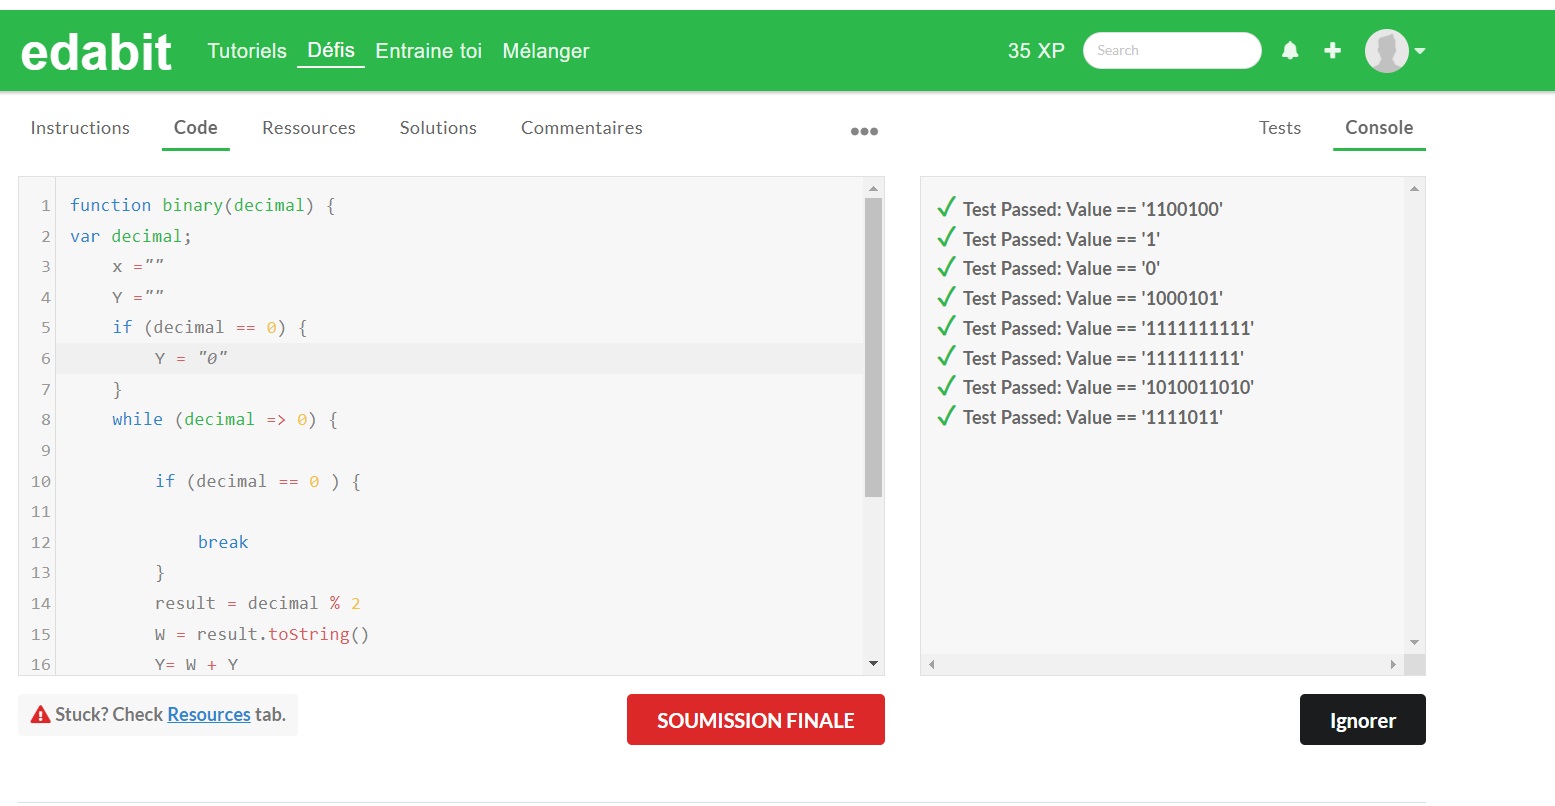 edabit Tutoriels Défis Entraine toi Mélanger 35 XP Search
Instructions Code Ressources Solutions Commentaires ••• Tests Console
1 function binary(decimal) {
2 var decimal;
3 x =""
4 Y =""
5 if (decimal == 0) {
6 Y = "0"
7 }
8 while (decimal => 0) {
9
10 if (decimal == 0 ) {
11
12 break
13 }
14 result = decimal % 2
15 W = result.toString()
16 Y= W + Y
✓ Test Passed: Value == '1100100'
✓ Test Passed: Value == '1'
✓ Test Passed: Value == '0'
✓ Test Passed: Value == '1000101'
✓ Test Passed: Value == '1111111111'
✓ Test Passed: Value == '111111111'
✓ Test Passed: Value == '1010011010'
✓ Test Passed: Value == '1111011'
Stuck? Check Resources tab.
SOUMISSION FINALE
Ignorer